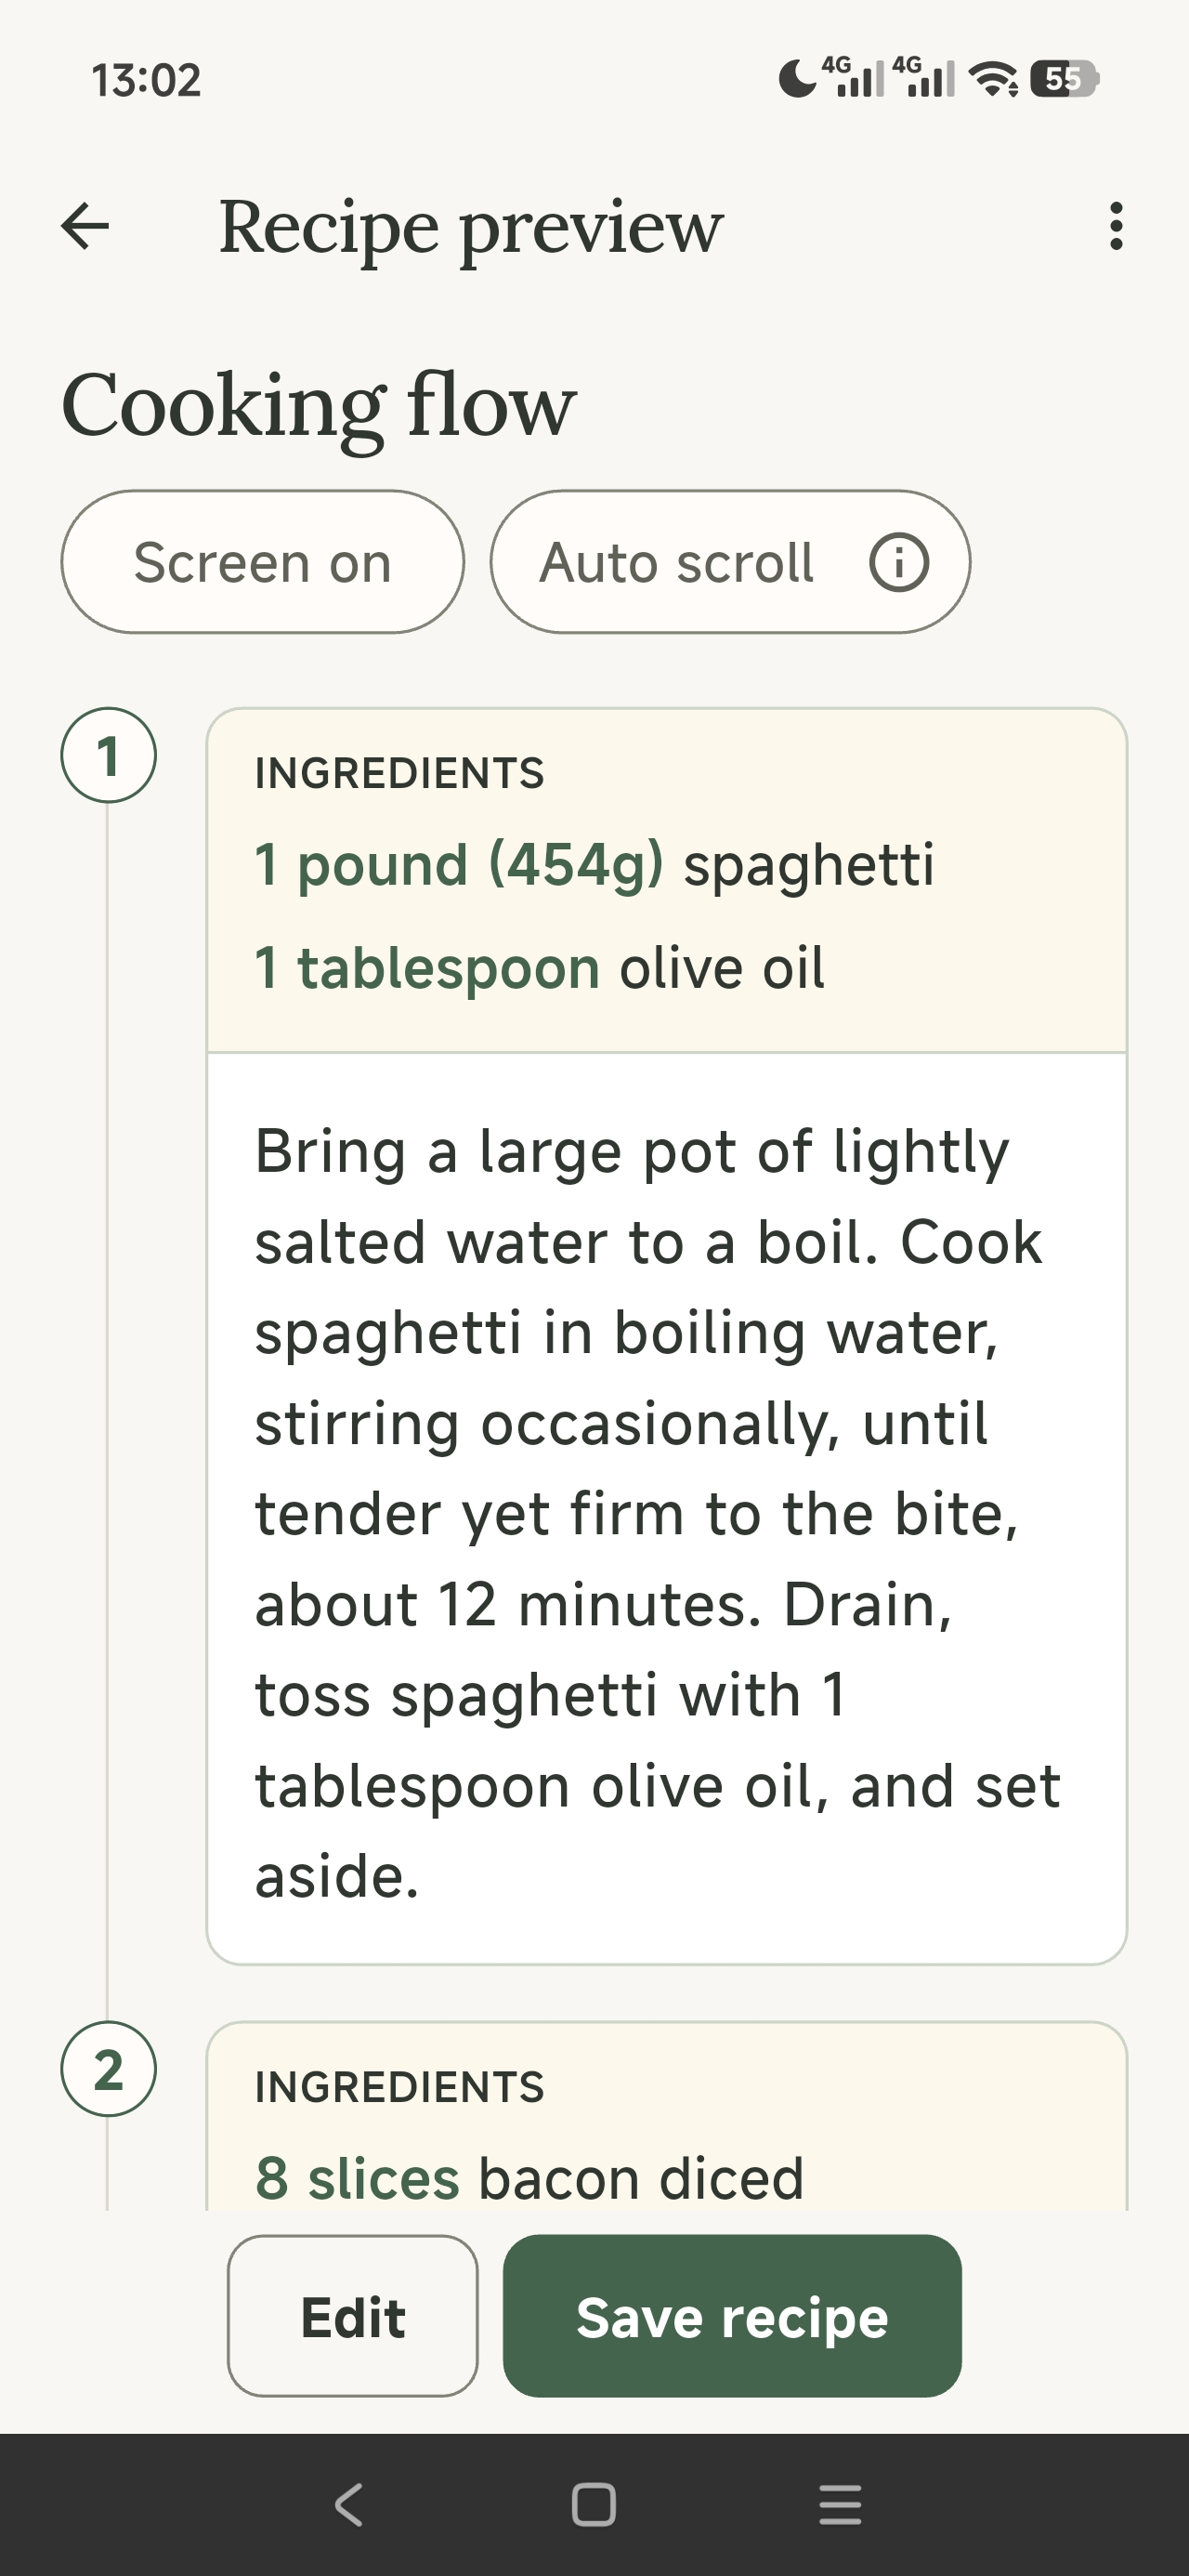 13:02
4G 4G 55
Recipe preview
Cooking flow
Screen on
Auto scroll
1
INGREDIENTS
1 pound (454g) spaghetti
1 tablespoon olive oil
Bring a large pot of lightly
salted water to a boil. Cook
spaghetti in boiling water,
stirring occasionally, until
tender yet firm to the bite,
about 12 minutes. Drain,
toss spaghetti with 1
tablespoon olive oil, and set
aside.
2
INGREDIENTS
8 slices bacon diced
Edit
Save recipe